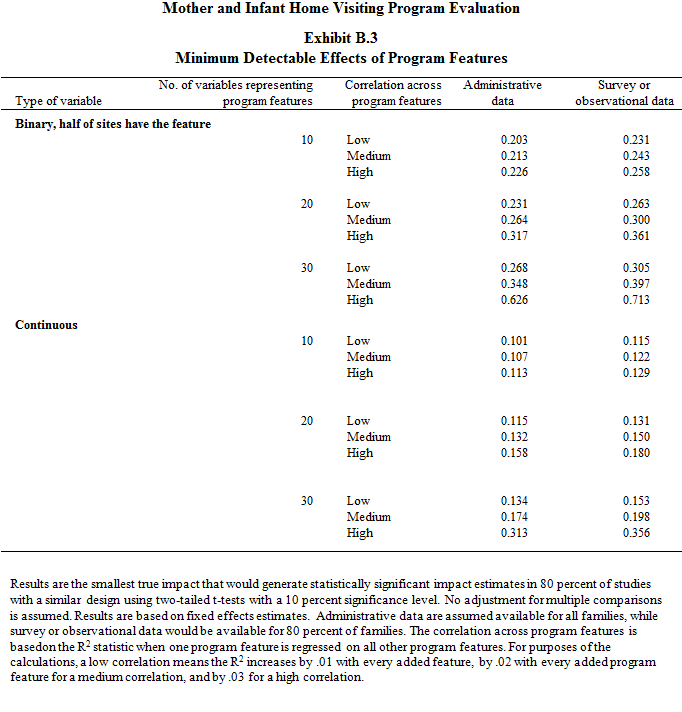 Mother and Infant Home Visiting Program Evaluation
Exhibit B.3
Minimum Detectable Effects of Program Features
No. of variables representing Correlation across Administrative Survey or
Type of variable program features program features data observational data
Binary, half of sites have the feature
10 Low 0.203 0.231
Medium 0.213 0.243
High 0.226 0.258
20 Low 0.231 0.263
Medium 0.264 0.300
High 0.317 0.361
30 Low 0.268 0.305
Medium 0.348 0.397
High 0.626 0.713
Continuous
10 Low 0.101 0.115
Medium 0.107 0.122
High 0.113 0.129
20 Low 0.115 0.131
Medium 0.132 0.150
High 0.158 0.180
30 Low 0.134 0.153
Medium 0.174 0.198
High 0.313 0.356
Results are the smallest true impact that would generate statistically significant impact estimates in 80 percent of studies
with a similar design using two-tailed t-tests with a 10 percent significance level. No adjustment for multiple comparisons
is assumed. Results are based on fixed effects estimates. Administrative data are assumed available for all families, while
survey or observational data would be available for 80 percent of families. The correlation across program features is
basedon the R² statistic when one program feature is regressed on all other program features. For purposes of the
calculations, a low correlation means the R² increases by .01 with every added feature, by .02 with every added program
feature for a medium correlation, and by .03 for a high correlation.